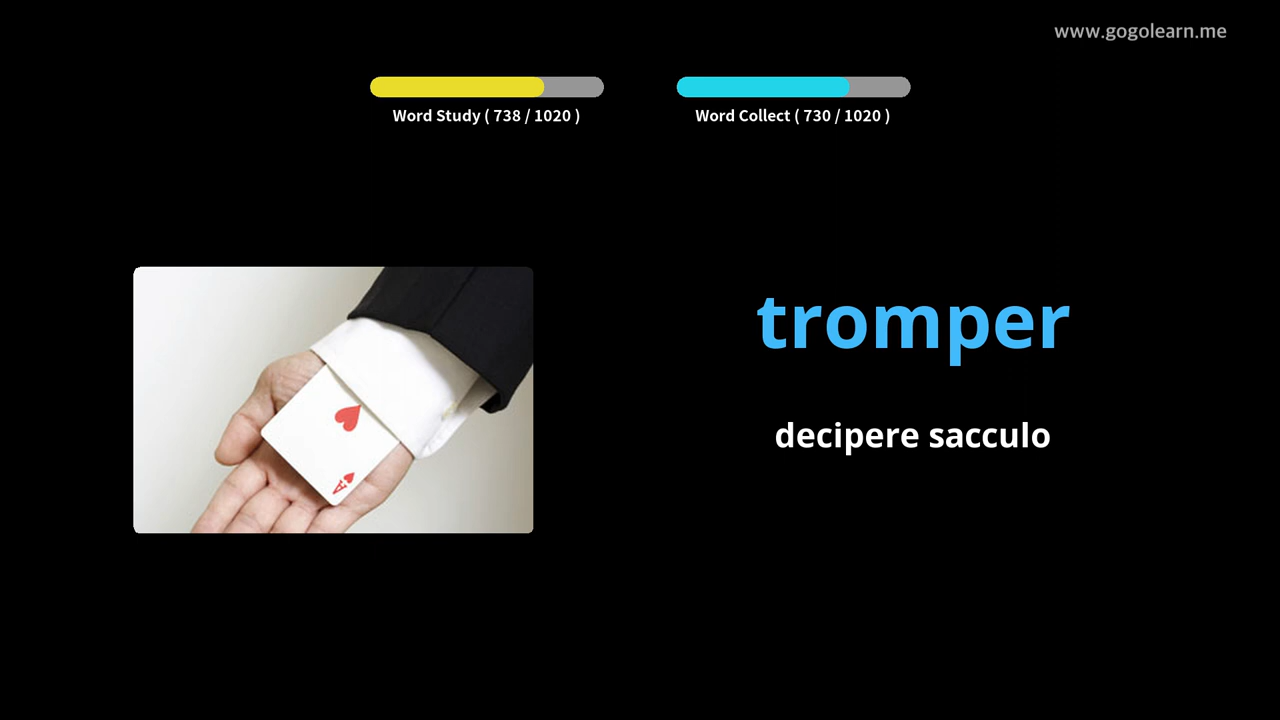 www.gogolearn.me
Word Study ( 738 / 1020 )
Word Collect ( 730 / 1020 )
A
tromper
decipere sacculo